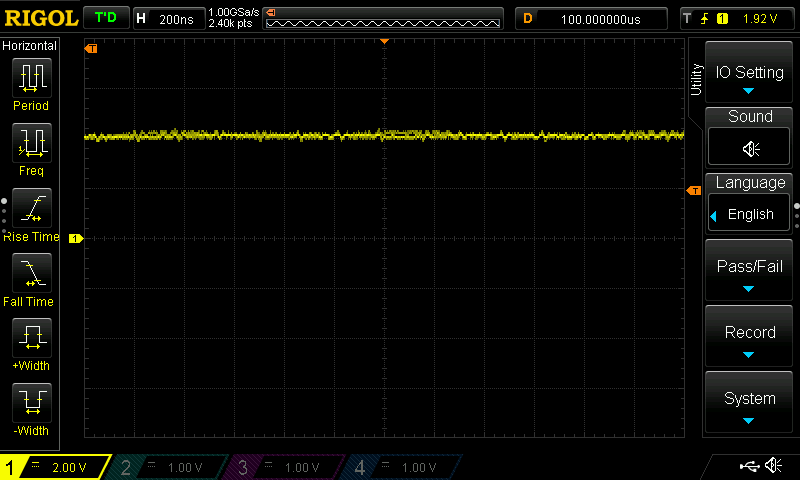 RIGOL T'D H 200ns 1.00GSa/s D 100.000000us T 1 1.92 V
2.40k pts
Horizontal
Period
Freq
Rise Time
Fall Time
+Width
-Width
T
T
1
Utility
IO Setting
Sound
Language
English
Pass/Fail
Record
System
1 2.00 V 2 1.00 V 3 1.00 V 4 1.00 V